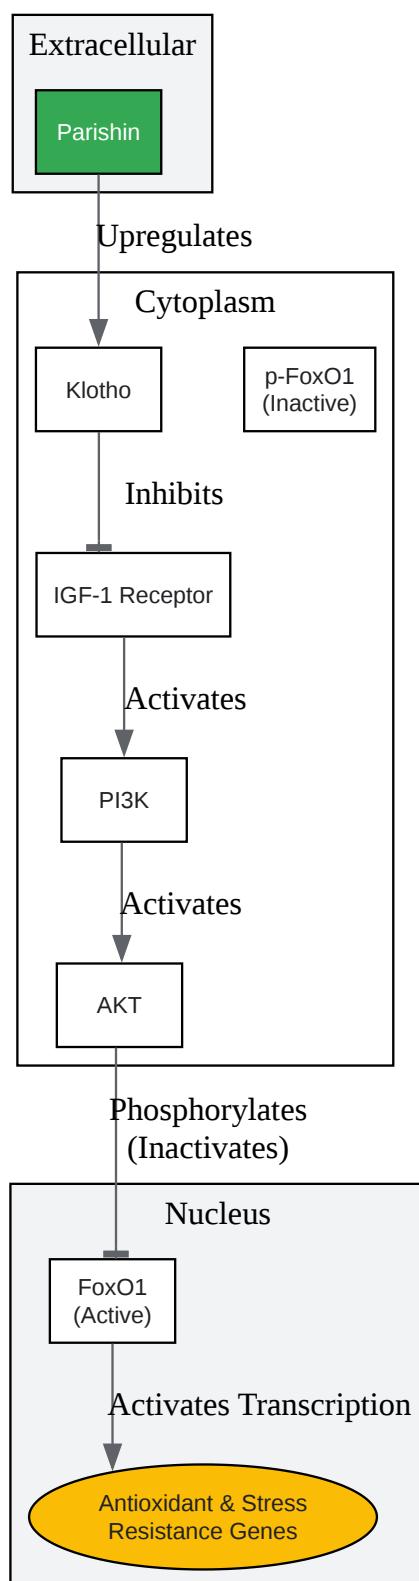 Extracellular
Parishin
Upregulates
Cytoplasm
Klotho
p-FoxO1
(Inactive)
Inhibits
IGF-1 Receptor
Activates
PI3K
Activates
AKT
Phosphorylates
(Inactivates)
Nucleus
FoxO1
(Active)
Activates Transcription
Antioxidant & Stress
Resistance Genes